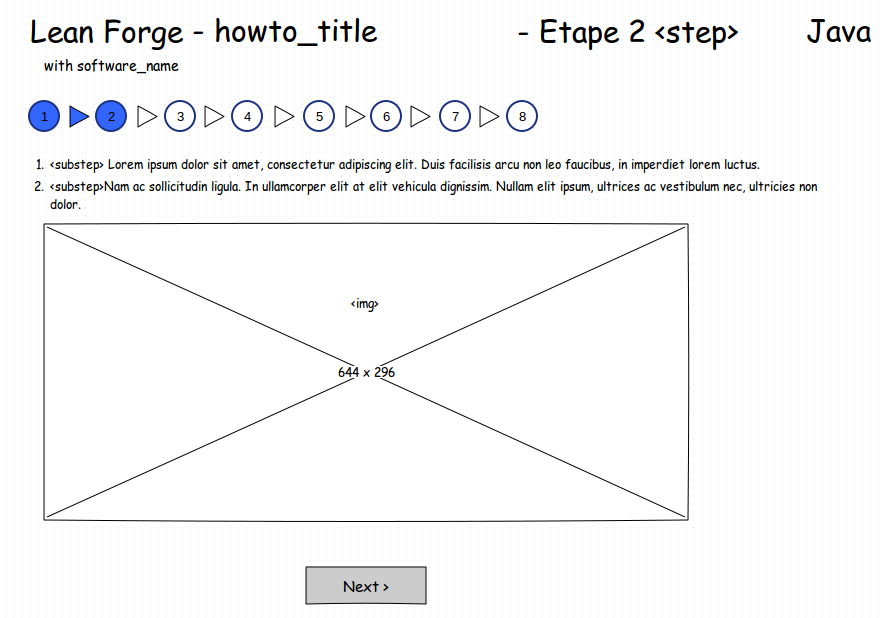 Lean Forge - howto_title - Etape 2 <step> Java
with software_name
1 2 3 4 5 6 7 8
1. <substep> Lorem ipsum dolor sit amet, consectetur adipiscing elit. Duis facilisis arcu non leo faucibus, in imperdiet lorem luctus.
2. <substep>Nam ac sollicitudin ligula. In ullamcorper elit at elit vehicula dignissim. Nullam elit ipsum, ultrices ac vestibulum nec, ultricies non
dolor.
<img>
644 x 296
Next >